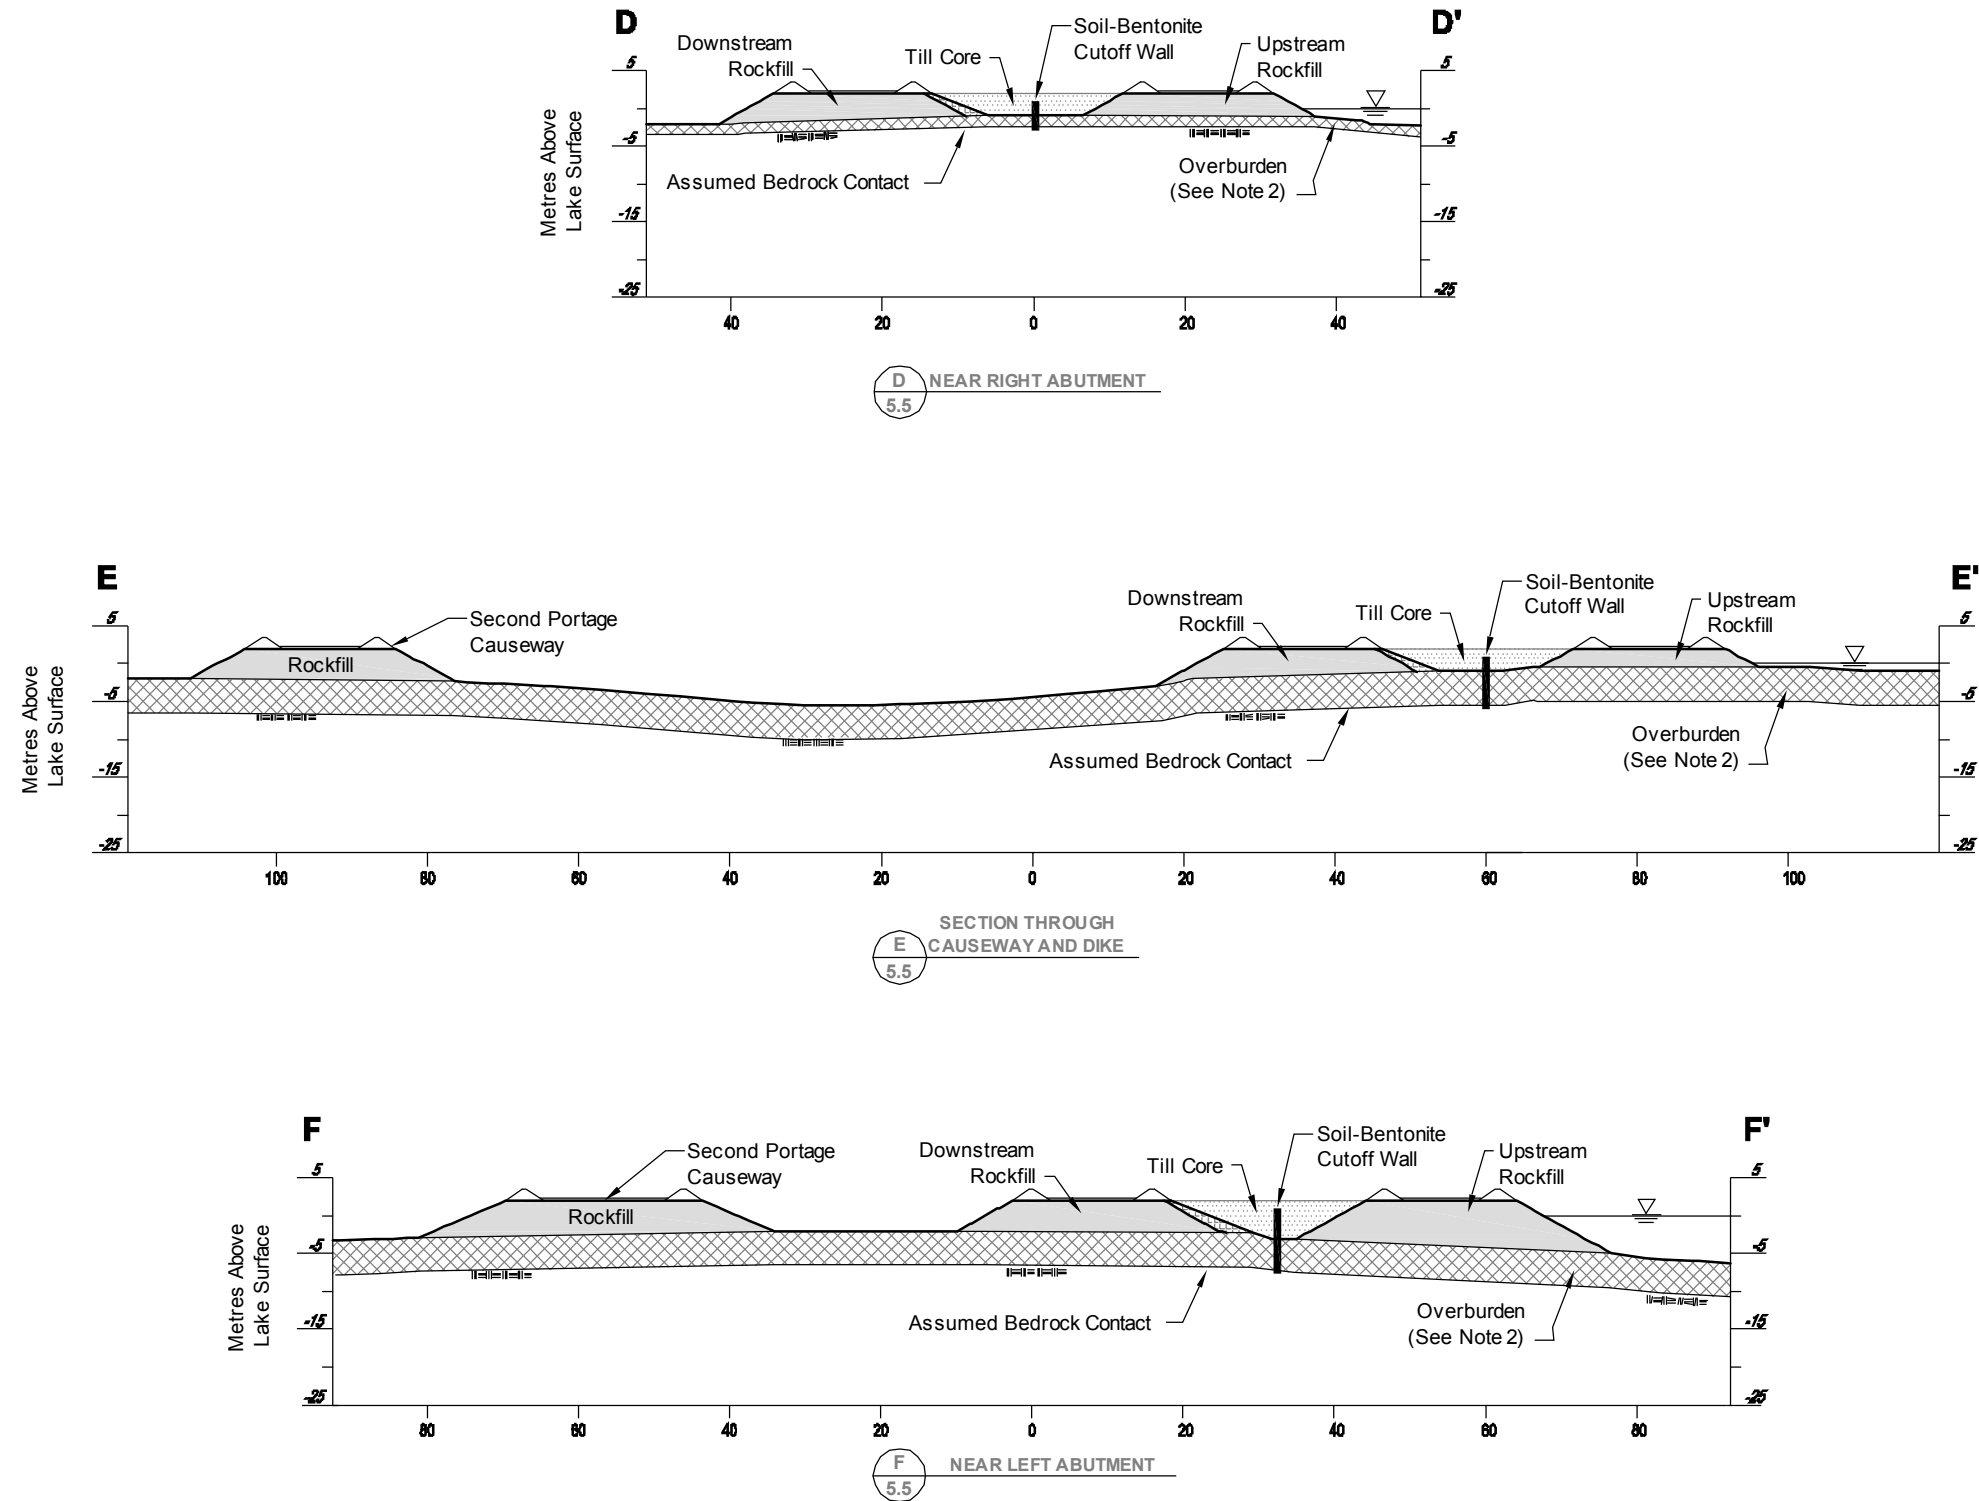 D
D'
Soil-Bentonite
Cutoff Wall
Downstream
Rockfill
Till Core
Upstream
Rockfill
5
-5
-15
-25
5
-5
-15
-25
Metres Above
Lake Surface
Assumed Bedrock Contact
Overburden
(See Note 2)
40
20
0
20
40
D
5.5
NEAR RIGHT ABUTMENT
E
E'
Second Portage
Causeway
Rockfill
Downstream
Rockfill
Till Core
Soil-Bentonite
Cutoff Wall
Upstream
Rockfill
5
-5
-15
-25
5
-5
-15
-25
Metres Above
Lake Surface
Assumed Bedrock Contact
Overburden
(See Note 2)
100
80
60
40
20
0
20
40
60
80
100
E
5.5
SECTION THROUGH
CAUSEWAY AND DIKE
F
F'
Second Portage
Causeway
Rockfill
Downstream
Rockfill
Till Core
Soil-Bentonite
Cutoff Wall
Upstream
Rockfill
5
-5
-15
-25
5
-5
-15
-25
Metres Above
Lake Surface
Assumed Bedrock Contact
Overburden
(See Note 2)
80
60
40
20
0
20
40
60
80
F
5.5
NEAR LEFT ABUTMENT